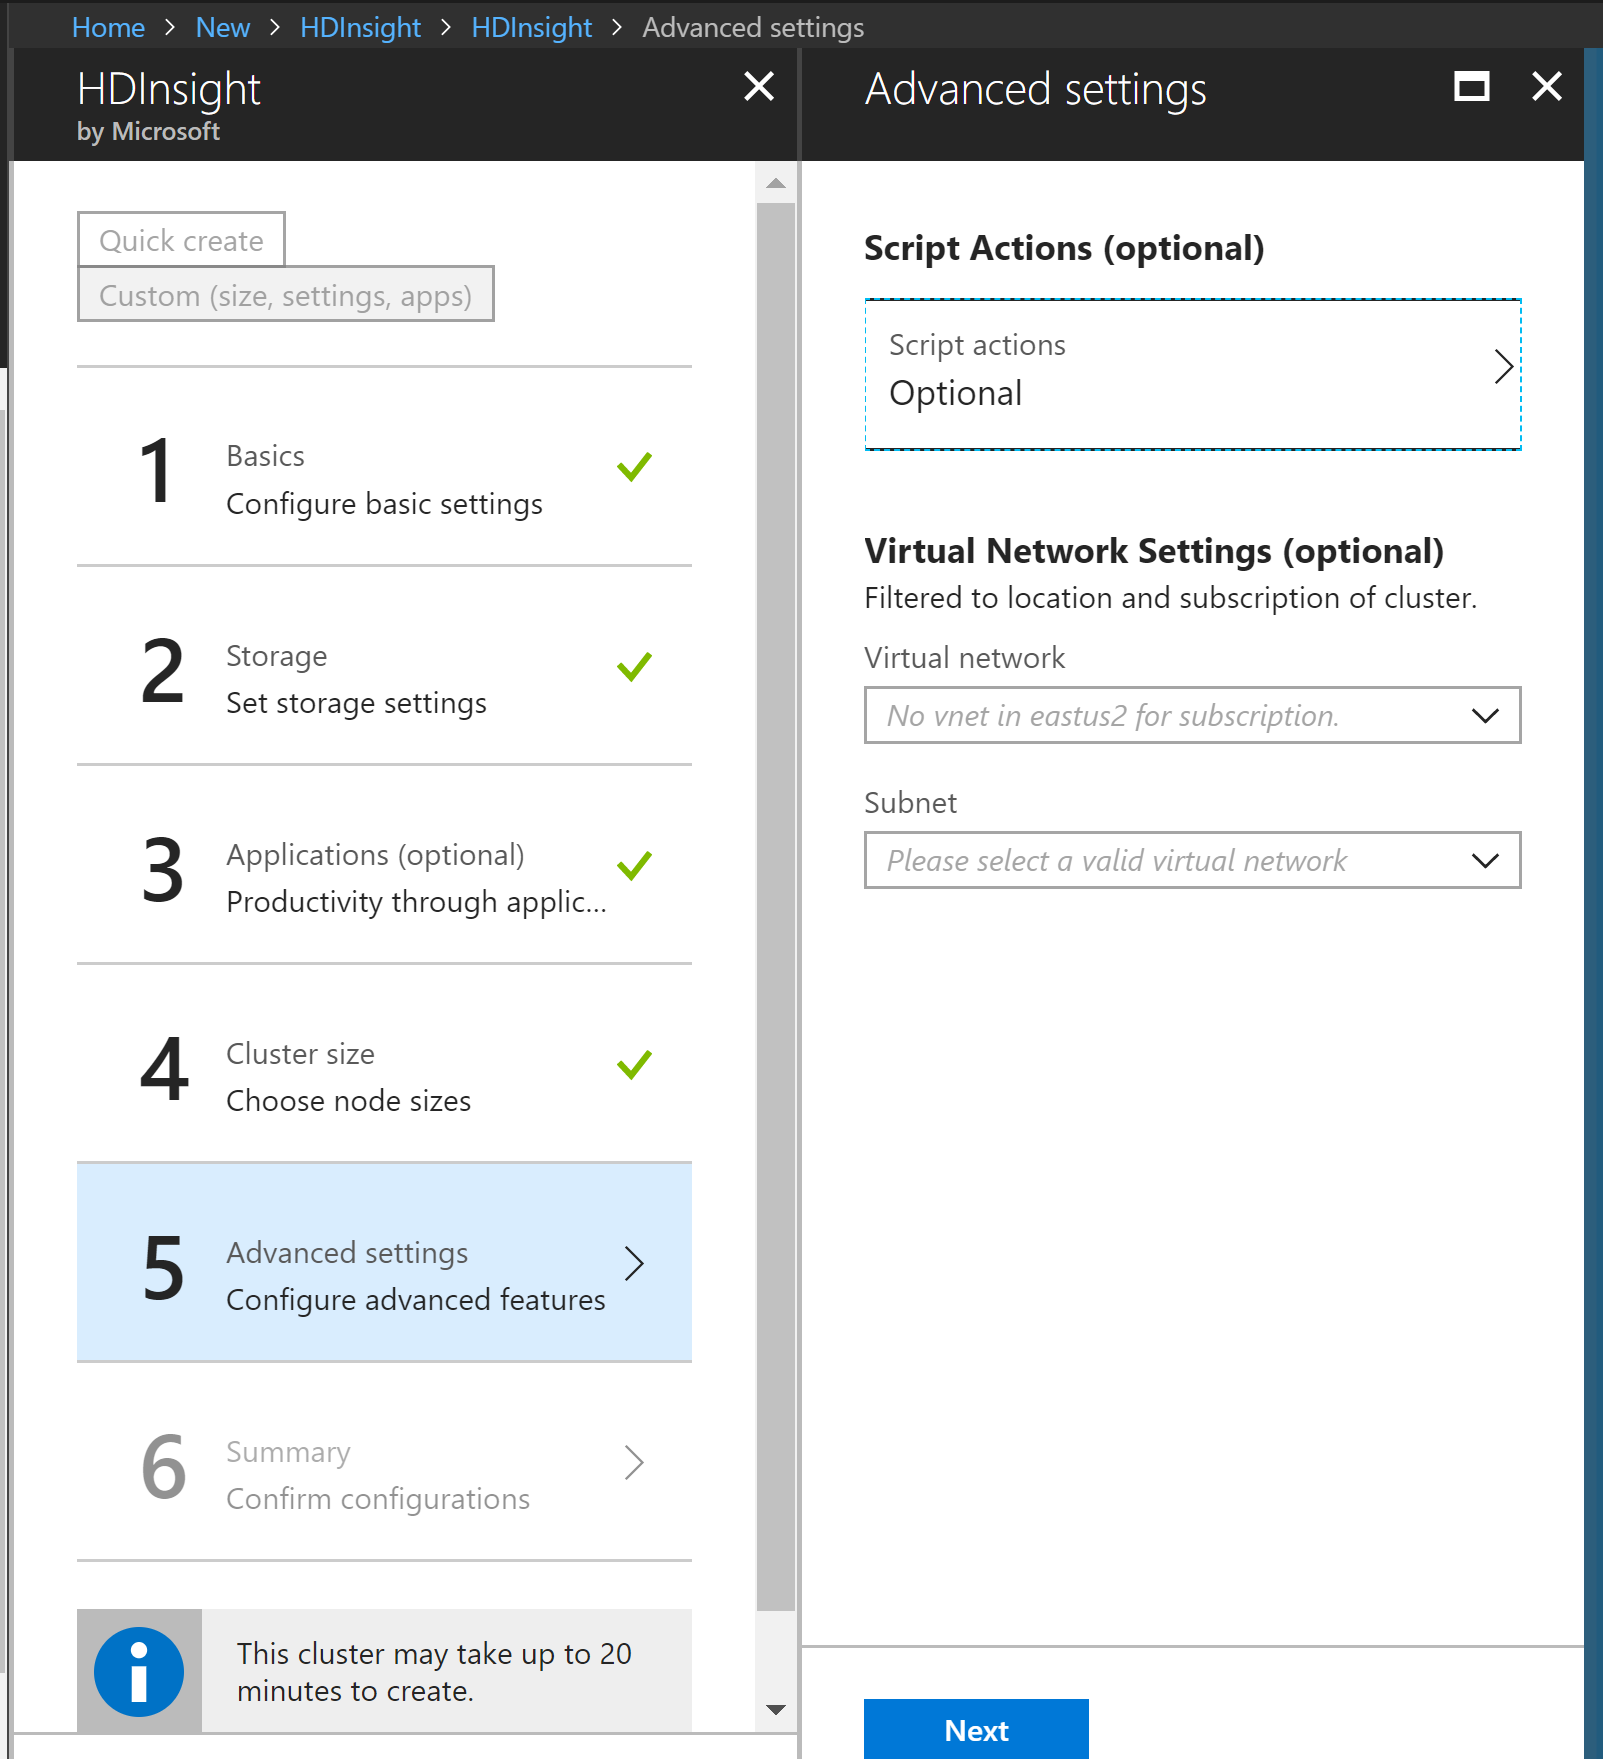 Home > New > HDInsight > HDInsight > Advanced settings
HDInsight
by Microsoft
Quick create
Custom (size, settings, apps)
1
Basics
Configure basic settings
2
Storage
Set storage settings
3
Applications (optional)
Productivity through applic...
4
Cluster size
Choose node sizes
5
Advanced settings
Configure advanced features
6
Summary
Confirm configurations
This cluster may take up to 20
minutes to create.
Advanced settings
Script Actions (optional)
Script actions
Optional
Virtual Network Settings (optional)
Filtered to location and subscription of cluster.
Virtual network
No vnet in eastus2 for subscription.
Subnet
Please select a valid virtual network
Next